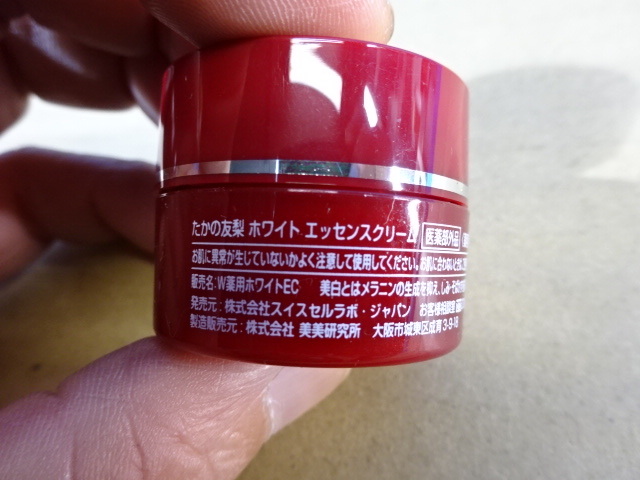 たかの友梨 ホワイト エッセンスクリーム 医薬部外品
お肌に異常が生じていないかよく注意して使用してください。お肌に合わないときは
販売名:W薬用ホワイトEC 美白とはメラニンの生成を抑え、しみ・そばかす
発売元：株式会社スイスセルラボ・ジャパン お客様相談室
製造販売元：株式会社 美美研究所 大阪市城東区成育3-9-18